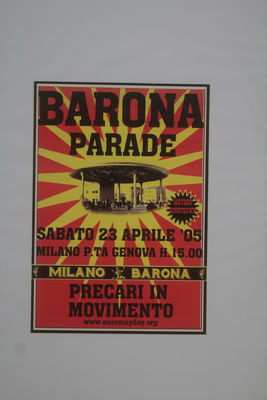 BARONA
PARADE
SABATO 23 APRILE '05
MILANO P.TA GENOVA H.15.00
MILANO BARONA
PRECARI IN
MOVIMENTO
www.euromayday.org